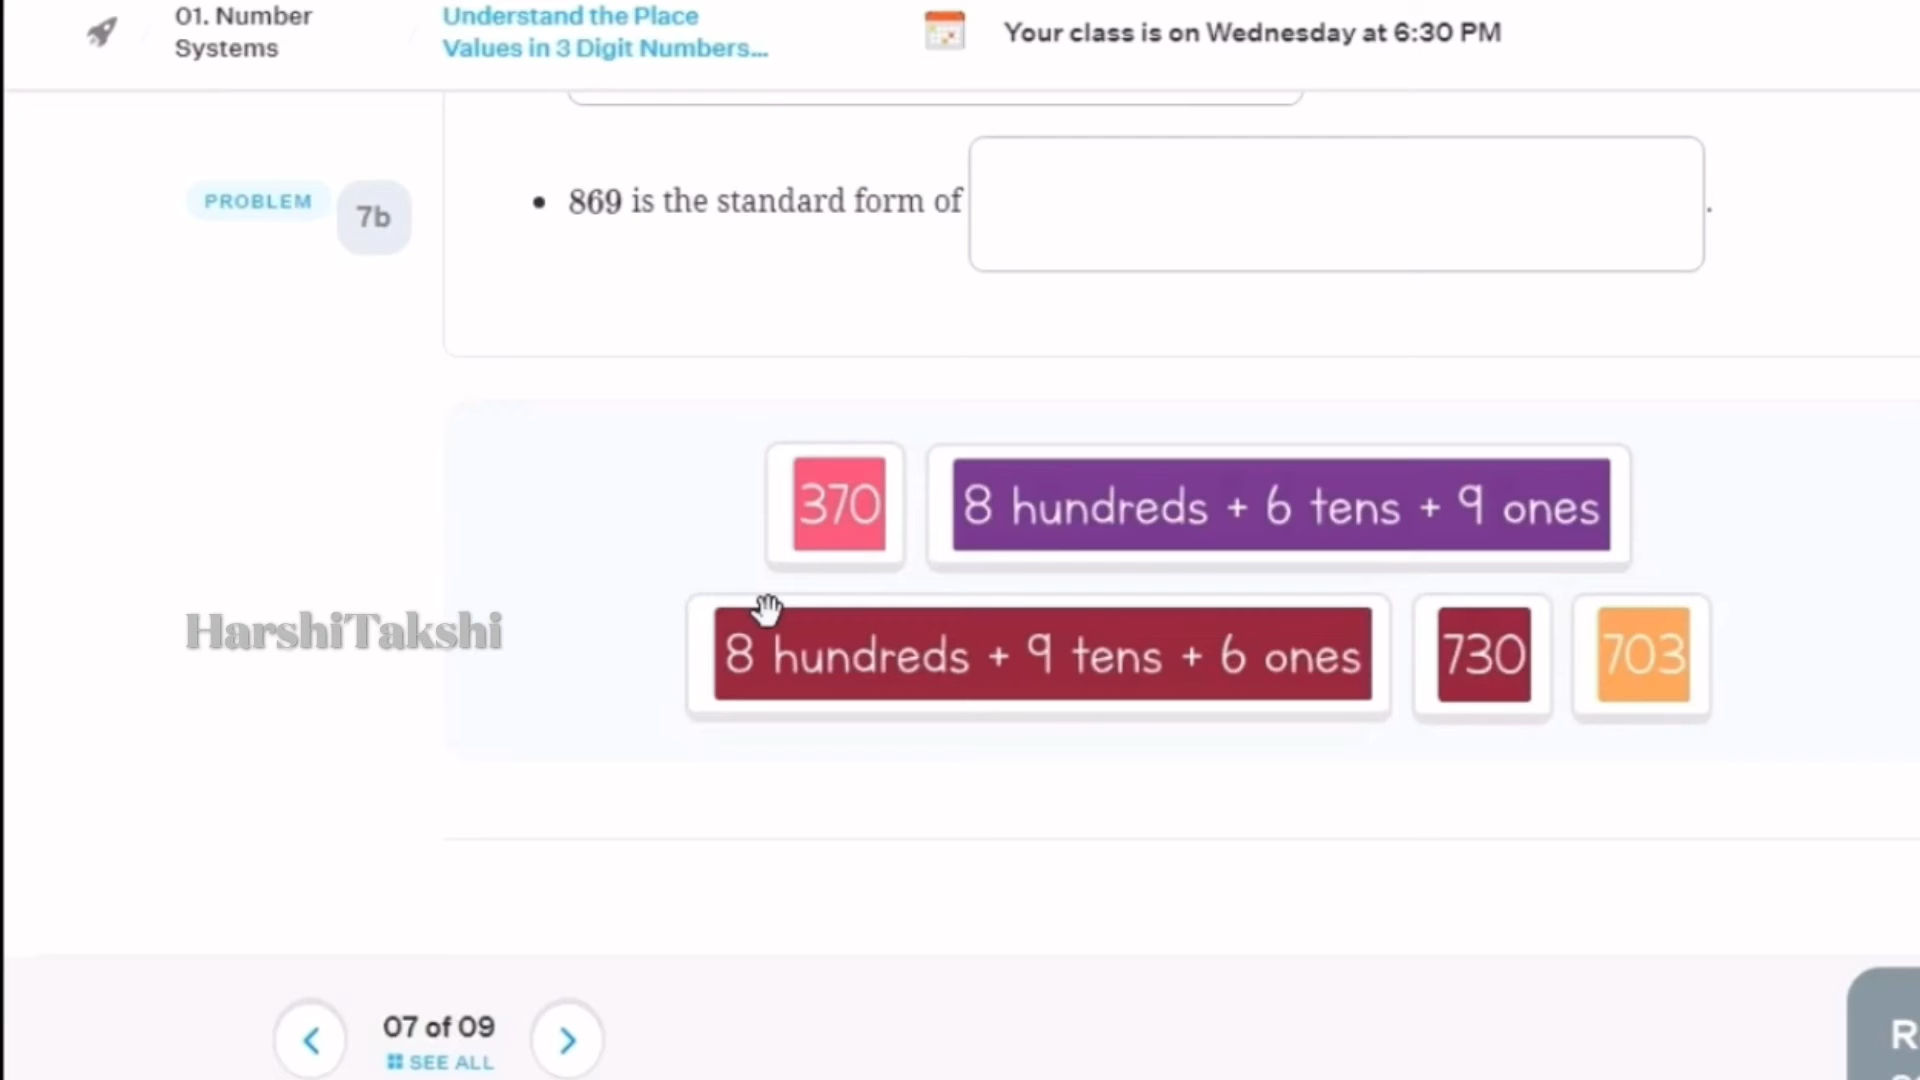 01. Number
Systems
Understand the Place
Values in 3 Digit Numbers...
Your class is on Wednesday at 6:30 PM
PROBLEM
7b
• 869 is the standard form of .
370
8 hundreds + 6 tens + 9 ones
8 hundreds + 9 tens + 6 ones
730
703
HarshiTakshi
07 of 09
SEE ALL
R